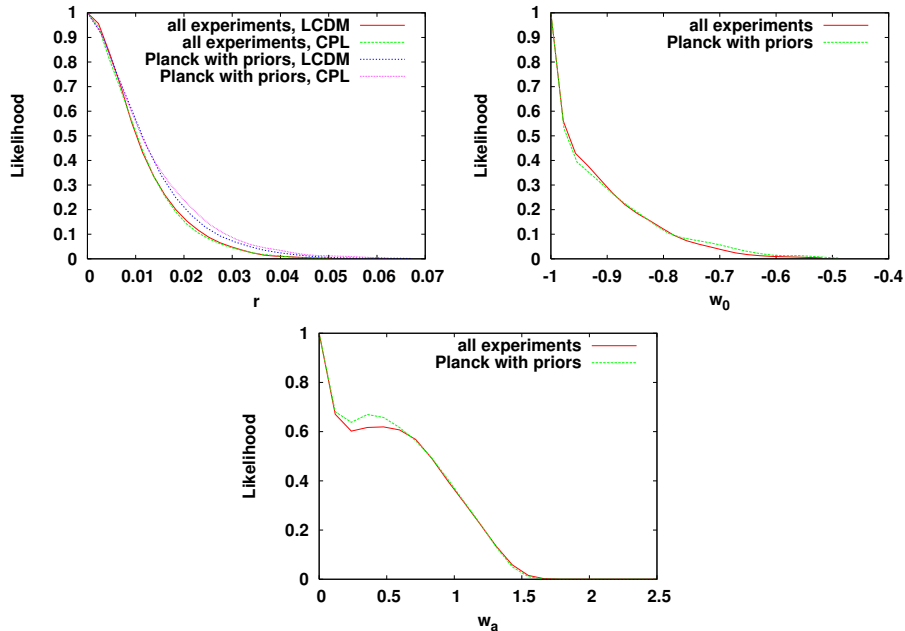 all experiments, LCDM
all experiments, CPL
Planck with priors, LCDM
Planck with priors, CPL
Likelihood
1
0.9
0.8
0.7
0.6
0.5
0.4
0.3
0.2
0.1
0
0 0.01 0.02 0.03 0.04 0.05 0.06 0.07
r
all experiments
Planck with priors
Likelihood
1
0.9
0.8
0.7
0.6
0.5
0.4
0.3
0.2
0.1
0
-1 -0.9 -0.8 -0.7 -0.6 -0.5 -0.4
w_0
all experiments
Planck with priors
Likelihood
1
0.8
0.6
0.4
0.2
0
0 0.5 1 1.5 2 2.5
w_a